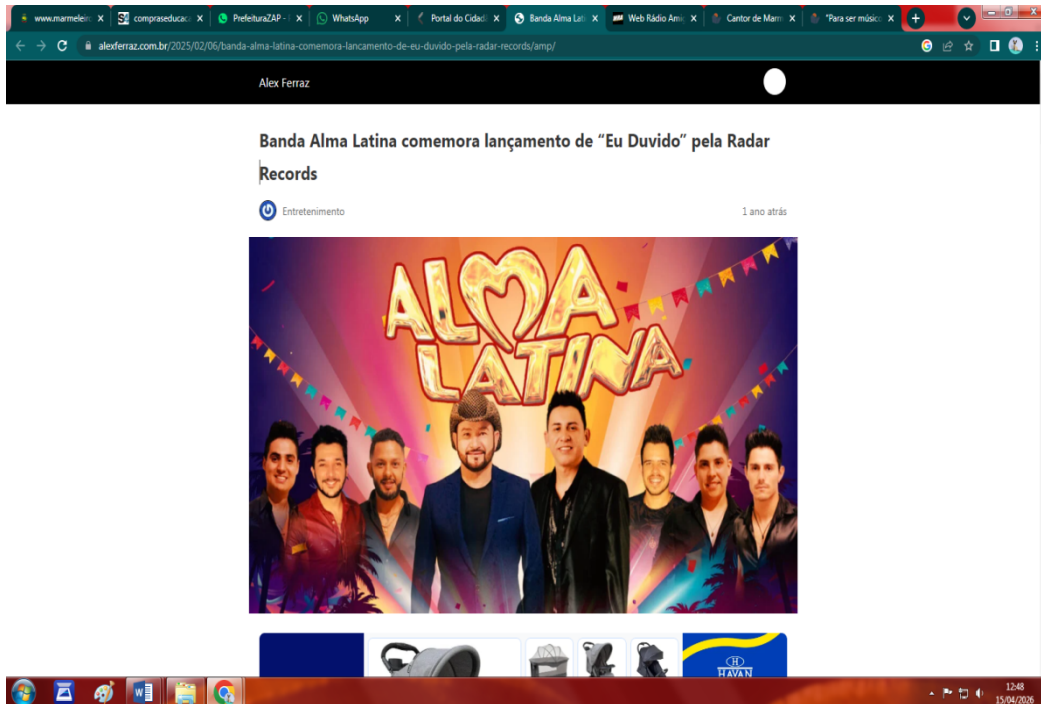 www.marmeleiro
compraseducac
PrefeituraZAP -
WhatsApp
Portal do Cidad
Banda Alma Lati
Web Rádio Ami
Cantor de Marm
"Para ser músico
alexferraz.com.br/2025/02/06/banda-alma-latina-comemora-lancamento-de-eu-duvido-pela-radar-records/amp/
Alex Ferraz
Banda Alma Latina comemora lançamento de “Eu Duvido” pela Radar
Records
Entretenimento
1 ano atrás
ALMA
LATINA
H
HAVAN
12:48
15/04/2026